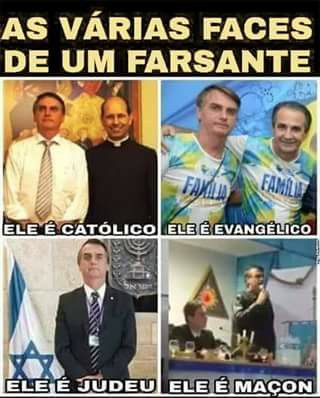 AS VÁRIAS FACES
DE UM FARSANTE
FAMÍLIA
FAMÍLIA
ELE É CATÓLICO
ELE É EVANGÉLICO
ELE É JUDEU
ELE É MAÇON